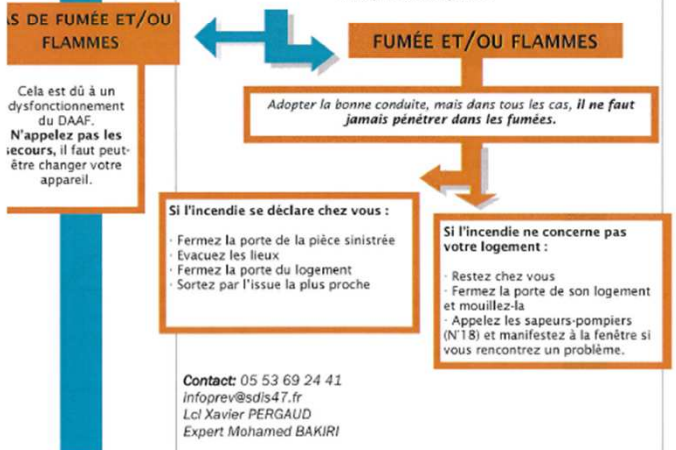 AS DE FUMÉE ET/OU
FLAMMES
Cela est dû à un
dysfonctionnement
du DAAF.
N'appelez pas les
secours, il faut peut-
être changer votre
appareil.
FUMÉE ET/OU FLAMMES
Adopter la bonne conduite, mais dans tous les cas, il ne faut
jamais pénétrer dans les fumées.
Si l'incendie se déclare chez vous :
· Fermez la porte de la pièce sinistrée
· Evacuez les lieux
· Fermez la porte du logement
· Sortez par l'issue la plus proche
Si l'incendie ne concerne pas
votre logement :
· Restez chez vous
· Fermez la porte de son logement
et mouillez-la
· Appelez les sapeurs-pompiers
(N°18) et manifestez à la fenêtre si
vous rencontrez un problème.
Contact: 05 53 69 24 41
infoprev@sdis47.fr
Lcl Xavier PERGAUD
Expert Mohamed BAKIRI